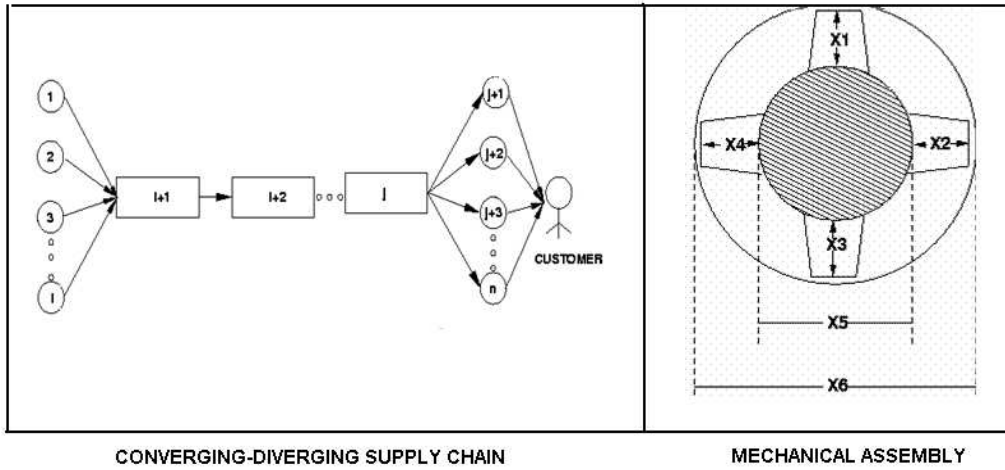 1
2
3
i
i+1
i+2
j
j+1
j+2
j+3
n
CUSTOMER
X1
X4
X2
X3
X5
X6
CONVERGING-DIVERGING SUPPLY CHAIN
MECHANICAL ASSEMBLY